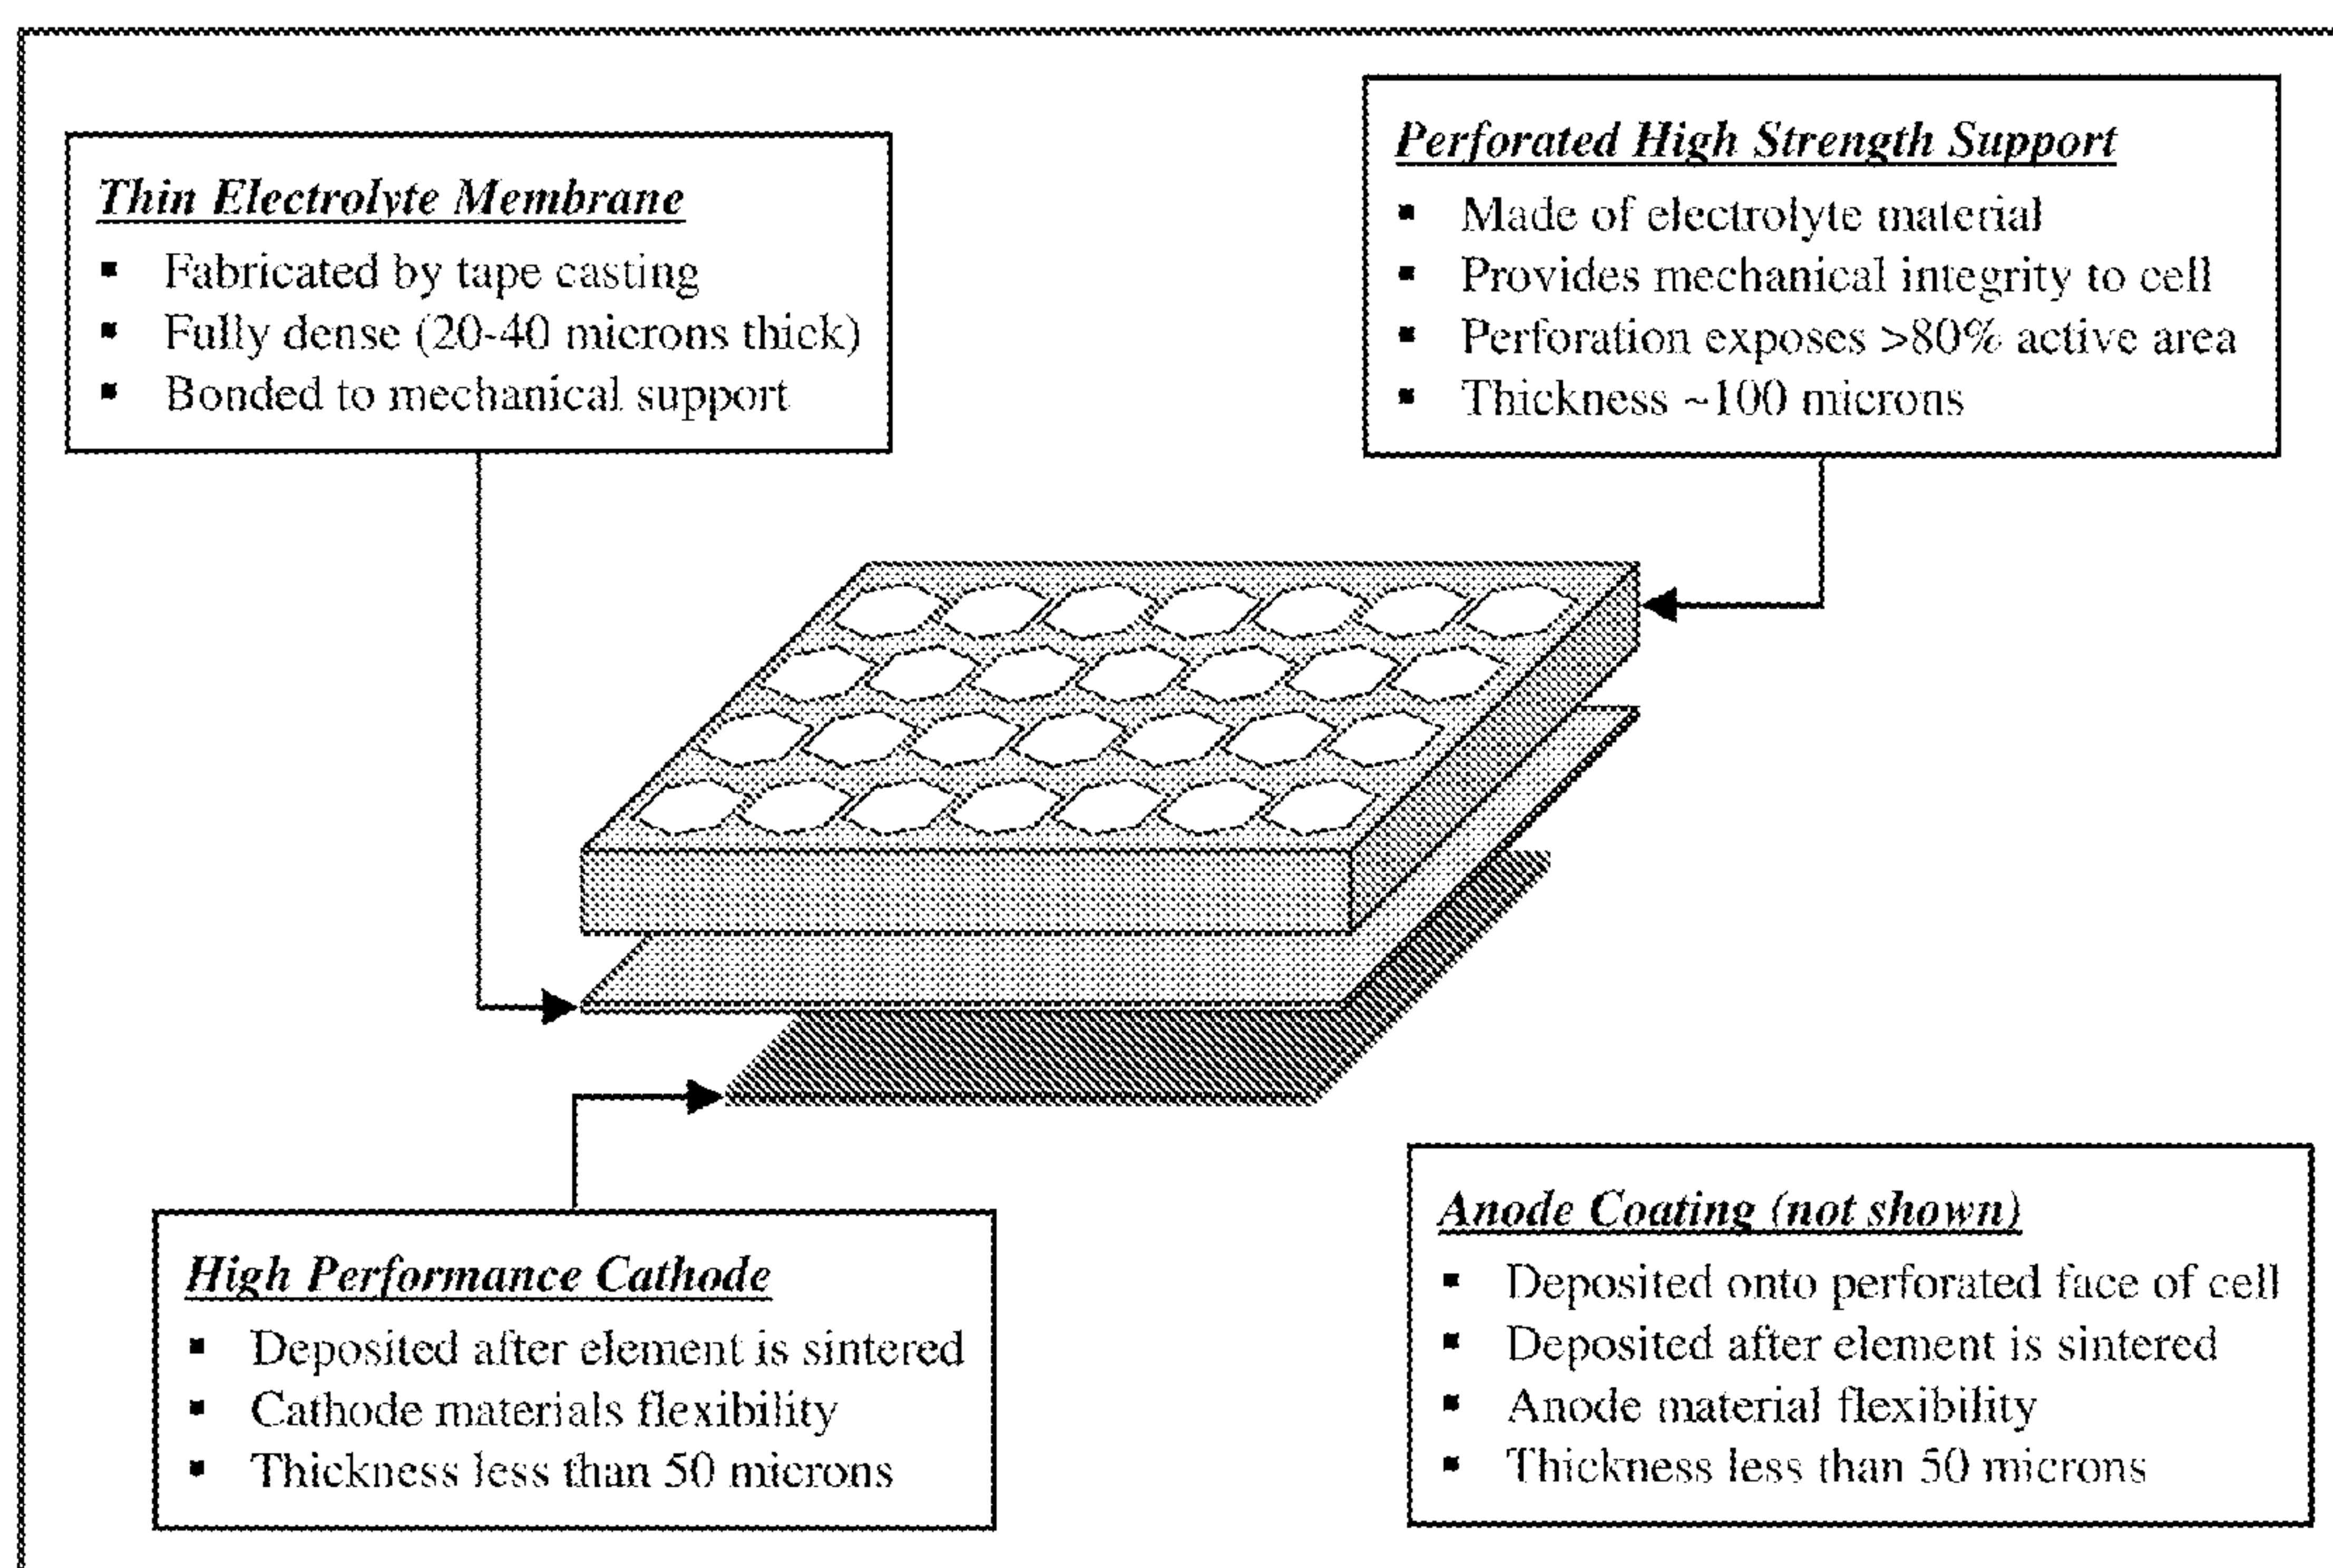 Thin Electrolyte Membrane
▪ Fabricated by tape casting
▪ Fully dense (20-40 microns thick)
▪ Bonded to mechanical support
Perforated High Strength Support
▪ Made of electrolyte material
▪ Provides mechanical integrity to cell
▪ Perforation exposes >80% active area
▪ Thickness ~100 microns
High Performance Cathode
▪ Deposited after element is sintered
▪ Cathode materials flexibility
▪ Thickness less than 50 microns
Anode Coating (not shown)
▪ Deposited onto perforated face of cell
▪ Deposited after element is sintered
▪ Anode material flexibility
▪ Thickness less than 50 microns